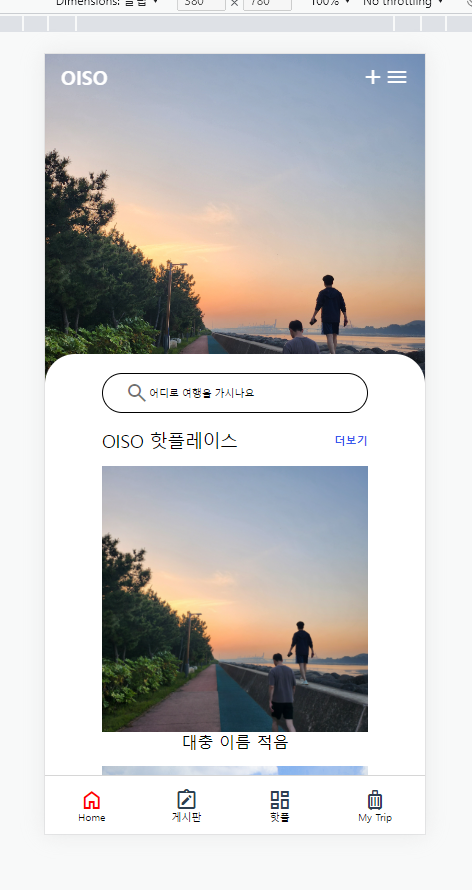 Dimensions: 갤럽 ▼ 380 × 780 100% ▼ No throttling ▼
OISO
어디로 여행을 가시나요
OISO 핫플레이스
더보기
대충 이름 적음
Home 게시판 핫플 My Trip